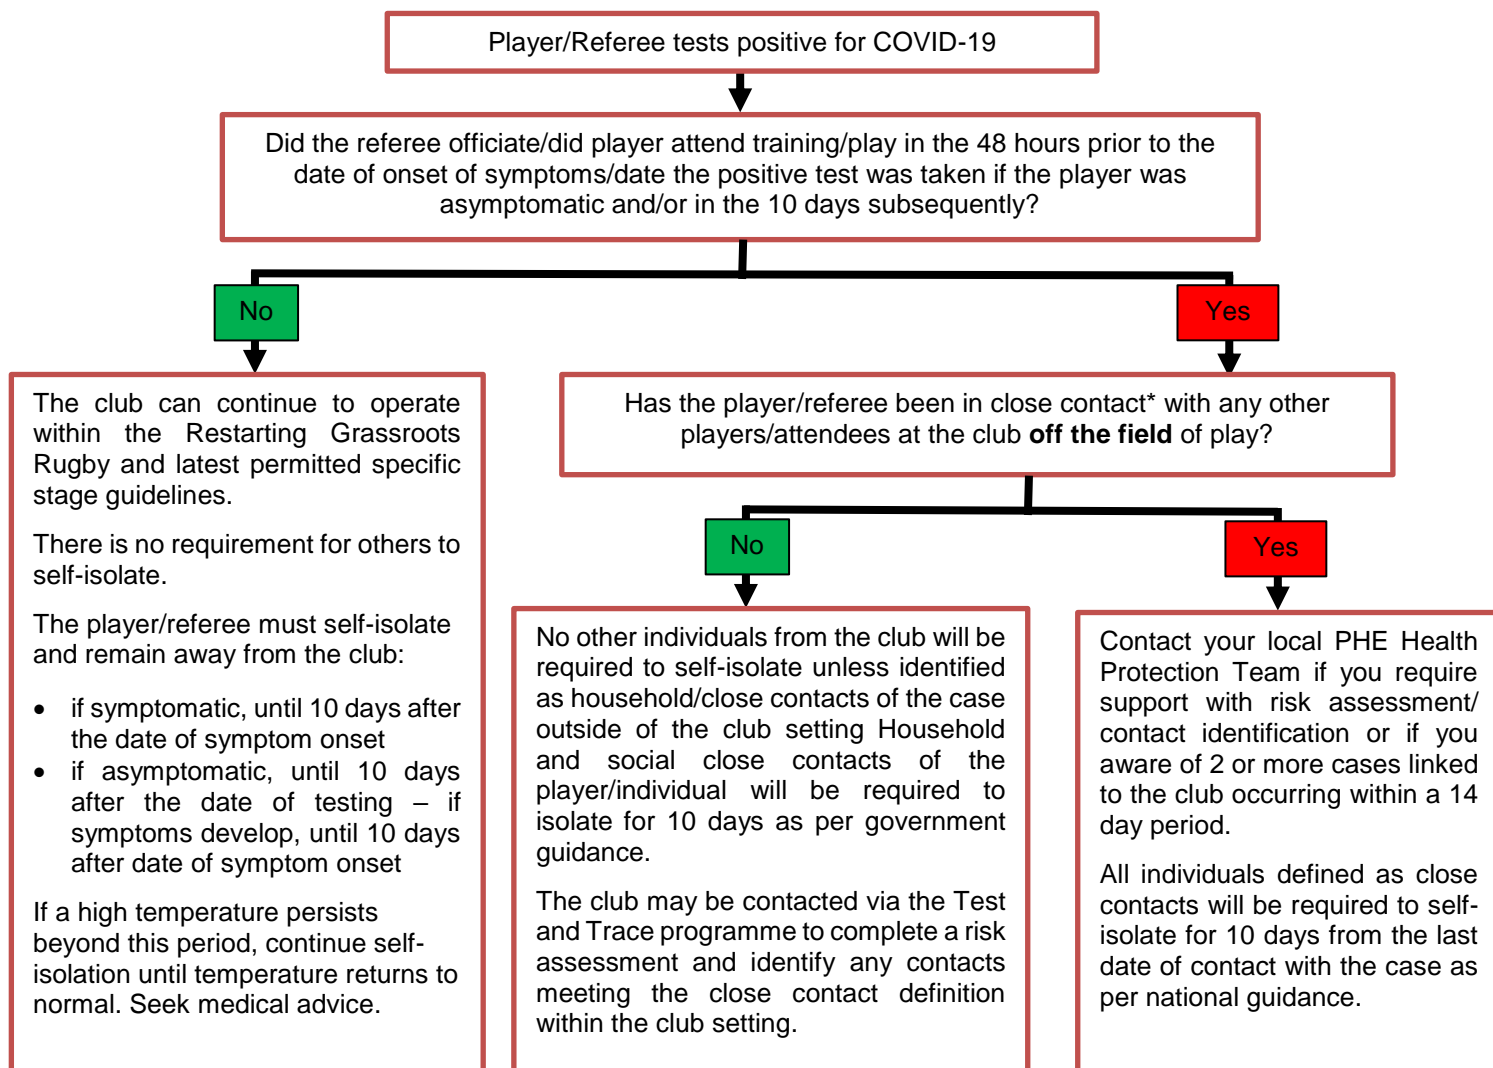 Player/Referee tests positive for COVID-19
Did the referee officiate/did player attend training/play in the 48 hours prior to the
date of onset of symptoms/date the positive test was taken if the player was
asymptomatic and/or in the 10 days subsequently?
No
Yes
The club can continue to operate
within the Restarting Grassroots
Rugby and latest permitted specific
stage guidelines.
There is no requirement for others to
self-isolate.
The player/referee must self-isolate
and remain away from the club:
• if symptomatic, until 10 days after
the date of symptom onset
• if asymptomatic, until 10 days
after the date of testing – if
symptoms develop, until 10 days
after date of symptom onset
If a high temperature persists
beyond this period, continue self-
isolation until temperature returns to
normal. Seek medical advice.
Has the player/referee been in close contact* with any other
players/attendees at the club off the field of play?
No
Yes
No other individuals from the club will be
required to self-isolate unless identified
as household/close contacts of the case
outside of the club setting Household
and social close contacts of the
player/individual will be required to
isolate for 10 days as per government
guidance.
The club may be contacted via the Test
and Trace programme to complete a risk
assessment and identify any contacts
meeting the close contact definition
within the club setting.
Contact your local PHE Health
Protection Team if you require
support with risk assessment/
contact identification or if you
aware of 2 or more cases linked
to the club occurring within a 14
day period.
All individuals defined as close
contacts will be required to self-
isolate for 10 days from the last
date of contact with the case as
per national guidance.